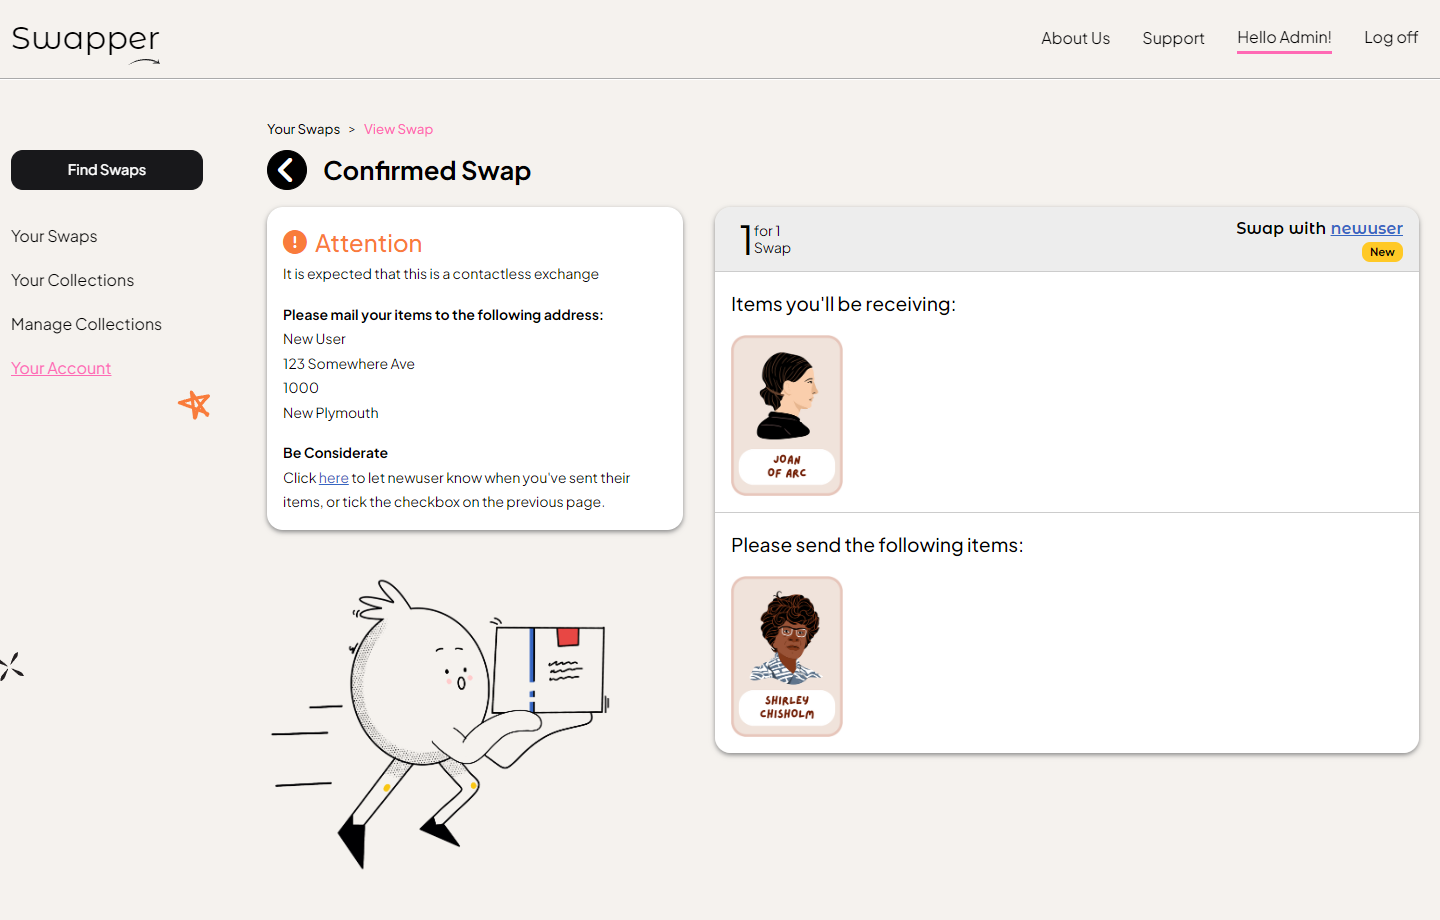 Swapper
About Us
Support
Hello Admin!
Log off
Your Swaps > View Swap
Find Swaps
Confirmed Swap
Your Swaps
Your Collections
Manage Collections
Your Account
Attention
It is expected that this is a contactless exchange
Please mail your items to the following address:
New User
123 Somewhere Ave
1000
New Plymouth
Be Considerate
Click here to let newuser know when you've sent their
items, or tick the checkbox on the previous page.
1 for 1
Swap
Swap with newuser
New
Items you'll be receiving:
JOAN
OF ARC
Please send the following items:
SHIRLEY
CHISHOLM